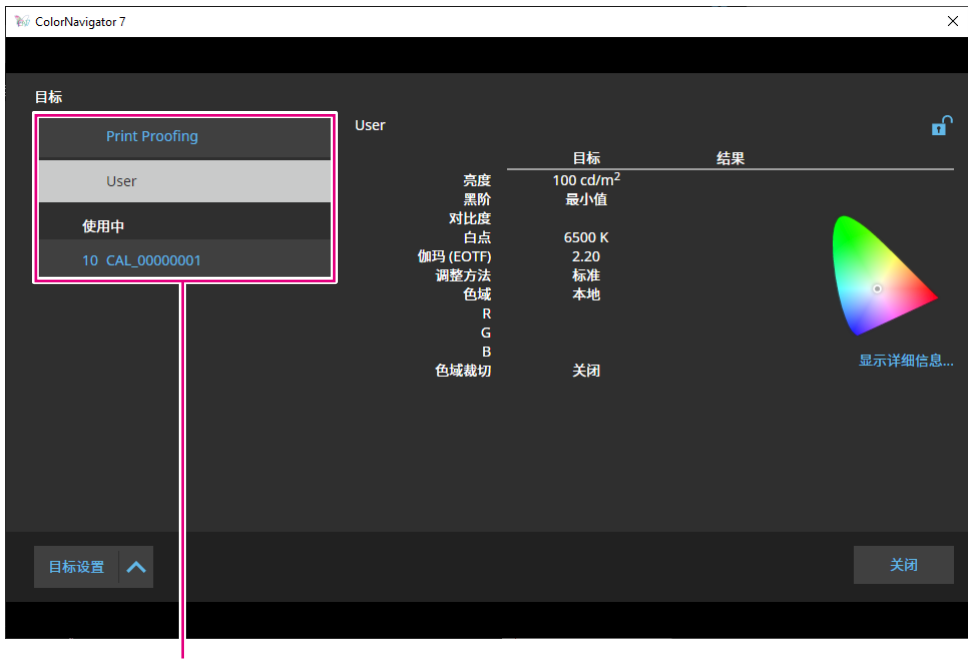 ColorNavigator 7
目标
Print Proofing
User
使用中
10 CAL_00000001
User
目标 结果
亮度 100 cd/m²
黑阶 最小值
对比度
白点 6500 K
伽玛 (EOTF) 2.20
调整方法 标准
色域 本地
R
G
B
色域裁切 关闭
显示详细信息...
目标设置
关闭